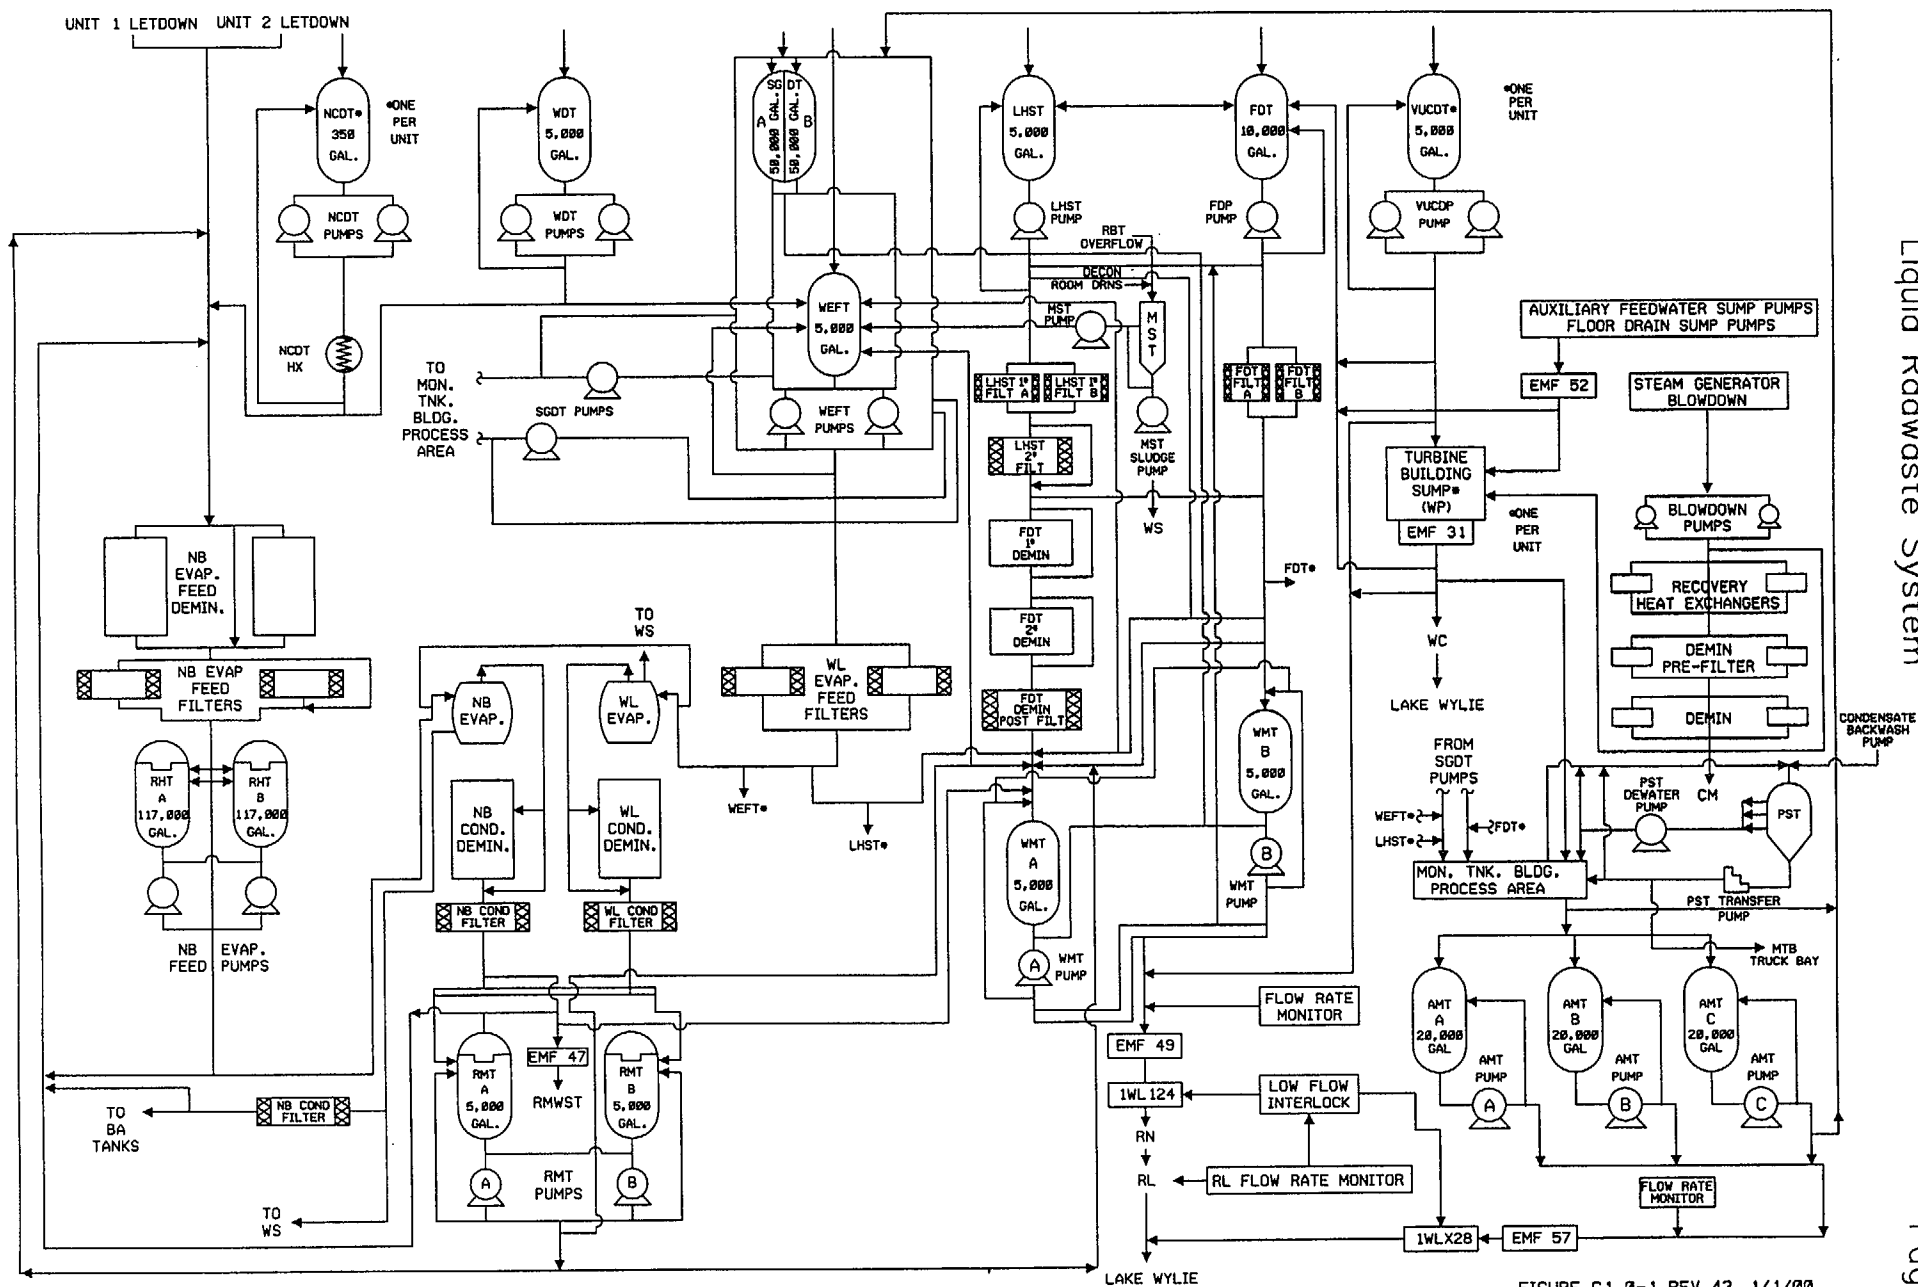 UNIT 1 LETDOWN
UNIT 2 LETDOWN
NCDT*
350
GAL.
*ONE
PER
UNIT
NCDT
PUMPS
NCDT
HX
WDT
5,000
GAL.
WDT
PUMPS
SG
DT
A
B
50,000 GAL.
50,000 GAL.
WEFT
5,000
GAL.
WEFT
PUMPS
TO
MON.
TNK.
BLDG.
PROCESS
AREA
SGDT PUMPS
LHST
5,000
GAL.
LHST
PUMP
RBT
OVERFLOW
DECON
ROOM DRNS
MST
PUMP
MST
MST
SLUDGE
PUMP
WS
LHST 1°
FILT A
LHST 1°
FILT B
LHST
2°
FILT
FDT
1°
DEMIN
FDT
2°
DEMIN
FDT
DEMIN
POST FILT
FDT
10,000
GAL.
FDP
PUMP
FDT
FILT
A
FDT
FILT
B
FDT*
VUCDT*
5,000
GAL.
*ONE
PER
UNIT
VUCDP
PUMP
AUXILIARY FEEDWATER SUMP PUMPS
FLOOR DRAIN SUMP PUMPS
EMF 52
STEAM GENERATOR
BLOWDOWN
TURBINE
BUILDING
SUMP*
(WP)
EMF 31
*ONE
PER
UNIT
WC
LAKE WYLIE
BLOWDOWN
PUMPS
RECOVERY
HEAT EXCHANGERS
DEMIN
PRE-FILTER
DEMIN
CM
CONDENSATE
BACKWASH
PUMP
FROM
SGDT
PUMPS
WEFT*
LHST*
FDT*
PST
DEWATER
PUMP
PST
MON. TNK. BLDG.
PROCESS AREA
PST TRANSFER
PUMP
MTB
TRUCK BAY
AMT
A
20,000
GAL
AMT
B
20,000
GAL
AMT
C
20,000
GAL
AMT
PUMP
A
AMT
PUMP
B
AMT
PUMP
C
FLOW RATE
MONITOR
1WLX28
EMF 57
NB
EVAP.
FEED
DEMIN.
NB EVAP
FEED
FILTERS
RHT
A
117,000
GAL.
RHT
B
117,000
GAL.
NB EVAP.
FEED PUMPS
TO
WS
NB
EVAP.
WL
EVAP.
WL
EVAP.
FEED
FILTERS
WEFT*
LHST*
NB
COND.
DEMIN.
WL
COND.
DEMIN.
NB COND
FILTER
WL COND
FILTER
RMT
A
5,000
GAL.
EMF 47
RMWST
RMT
B
5,000
GAL.
A
RMT
PUMPS
B
TO
BA
TANKS
NB COND
FILTER
TO
WS
WMT
A
5,000
GAL.
A
WMT
PUMP
WMT
B
5,000
GAL.
B
WMT
PUMP
FLOW RATE
MONITOR
EMF 49
1WL124
LOW FLOW
INTERLOCK
RN
RL
RL FLOW RATE MONITOR
LAKE WYLIE
Liquid Radwaste System